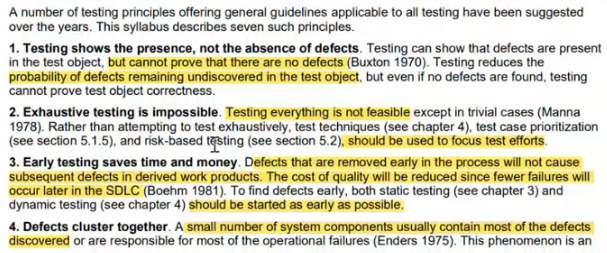 A number of testing principles offering general guidelines applicable to all testing have been suggested
over the years. This syllabus describes seven such principles.
1. Testing shows the presence, not the absence of defects. Testing can show that defects are present
in the test object, but cannot prove that there are no defects (Buxton 1970). Testing reduces the
probability of defects remaining undiscovered in the test object, but even if no defects are found, testing
cannot prove test object correctness.
2. Exhaustive testing is impossible. Testing everything is not feasible except in trivial cases (Manna
1978). Rather than attempting to test exhaustively, test techniques (see chapter 4), test case prioritization
(see section 5.1.5), and risk-based testing (see section 5.2), should be used to focus test efforts.
3. Early testing saves time and money. Defects that are removed early in the process will not cause
subsequent defects in derived work products. The cost of quality will be reduced since fewer failures will
occur later in the SDLC (Boehm 1981). To find defects early, both static testing (see chapter 3) and
dynamic testing (see chapter 4) should be started as early as possible.
4. Defects cluster together. A small number of system components usually contain most of the defects
discovered or are responsible for most of the operational failures (Enders 1975). This phenomenon is an